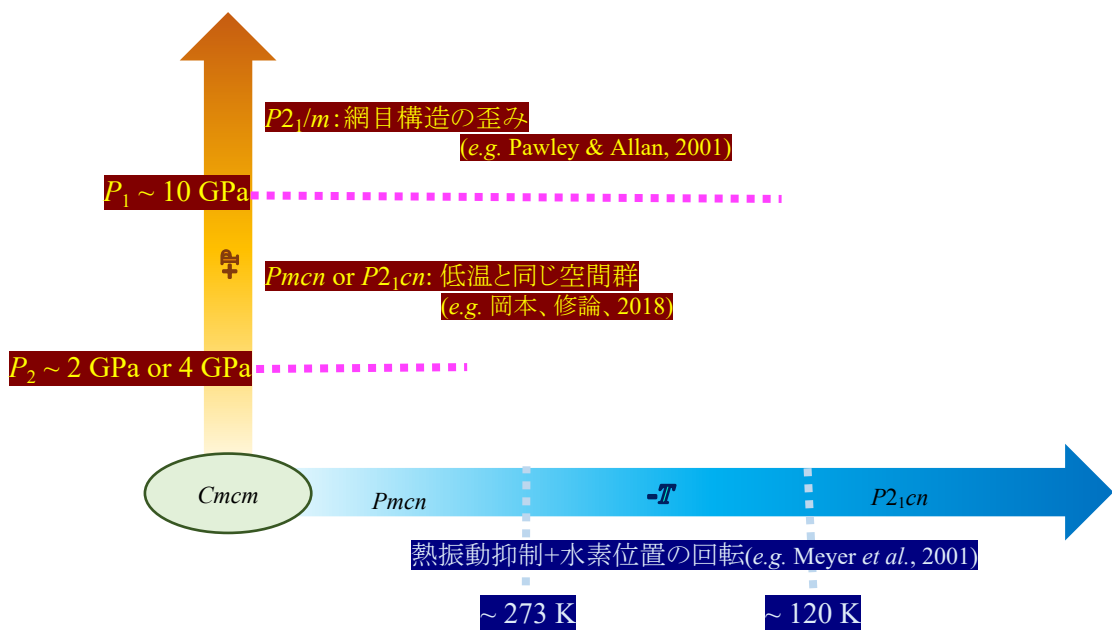 P2₁/m:網目構造の歪み
(e.g. Pawley & Allan, 2001)
P₁ ~ 10 GPa
+P
Pmcn or P2₁cn: 低温と同じ空間群
(e.g. 岡本、修論、2018)
P₂ ~ 2 GPa or 4 GPa
Cmcm
Pmcn
-T
P2₁cn
熱振動抑制+水素位置の回転(e.g. Meyer et al., 2001)
~ 273 K
~ 120 K